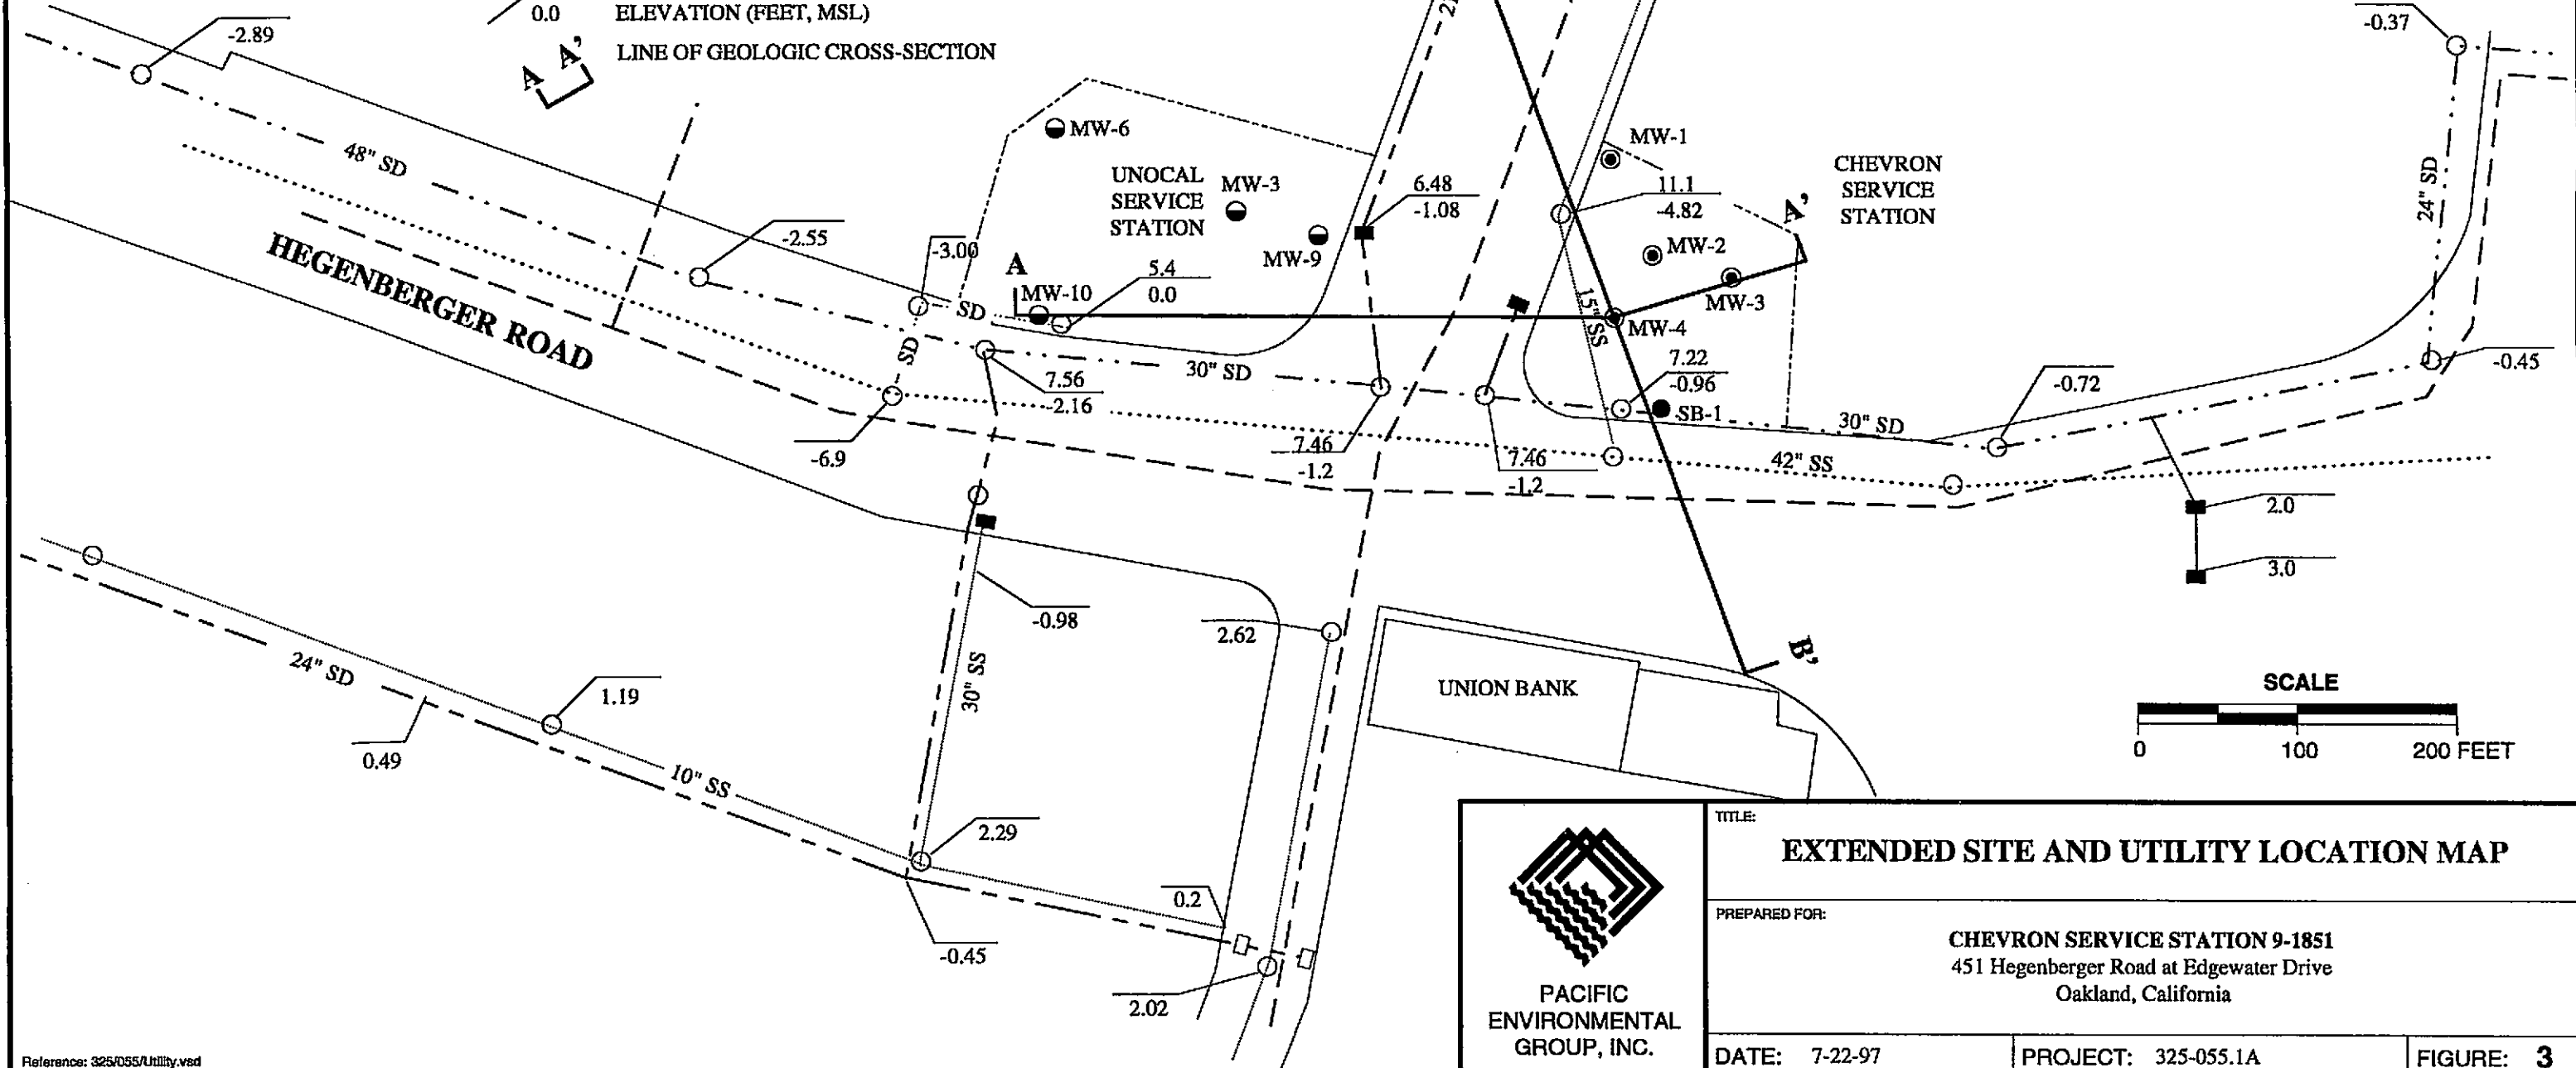 0.0 ELEVATION (FEET, MSL)
A A' LINE OF GEOLOGIC CROSS-SECTION
-2.89
-0.37
48" SD
MW-6
MW-1
UNOCAL
SERVICE
STATION
MW-3
MW-9
6.48
-1.08
11.1
-4.82
CHEVRON
SERVICE
STATION
A'
24" SD
MW-2
MW-3
MW-4
15" SS
HEGENBERGER ROAD
-2.55
-3.00
A
MW-10
5.4
0.0
SD
SD
30" SD
7.56
-2.16
7.22
-0.96
SB-1
30" SD
-0.72
-0.45
-6.9
7.46
-1.2
7.46
-1.2
42" SS
2.0
3.0
-0.98
2.62
30" SS
UNION BANK
B'
24" SD
1.19
0.49
10" SS
2.29
0.2
-0.45
2.02
SCALE
0 100 200 FEET
TITLE:
EXTENDED SITE AND UTILITY LOCATION MAP
PREPARED FOR:
CHEVRON SERVICE STATION 9-1851
451 Hegenberger Road at Edgewater Drive
Oakland, California
PACIFIC
ENVIRONMENTAL
GROUP, INC.
DATE: 7-22-97
PROJECT: 325-055.1A
FIGURE: 3
Reference: 325/055/Utility.vsd